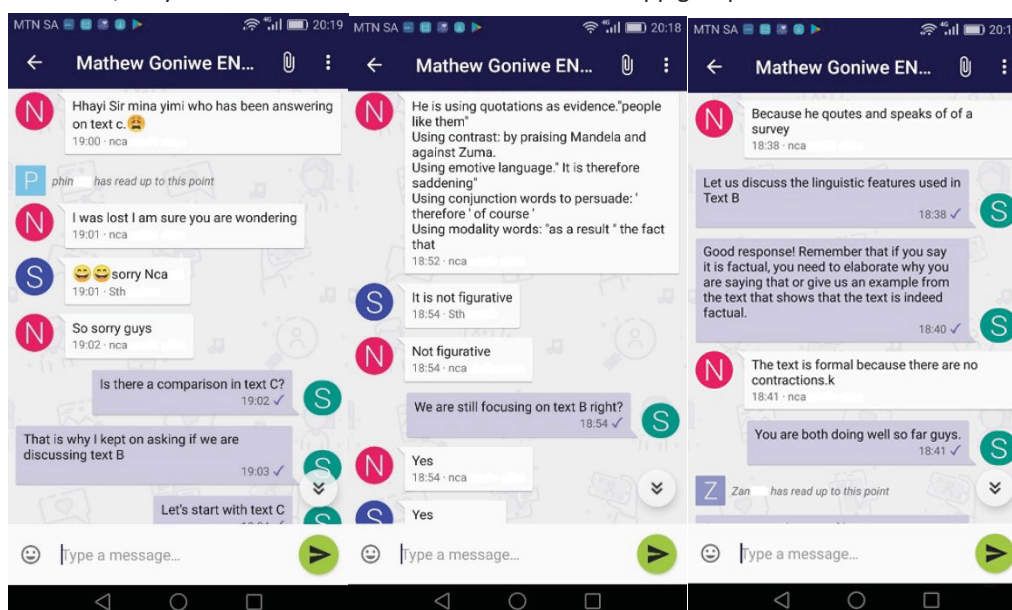 MTN SA 20:19
Mathew Goniwe EN...
N
Hhayi Sir mina yimi who has been answering
on text c.😩
19:00 · nca
P phin has read up to this point
N
I was lost I am sure you are wondering
19:01 · nca
S
😄😄sorry Nca
19:01 · Sth
N
So sorry guys
19:02 · nca
Is there a comparison in text C?
19:02 ✓
S
That is why I kept on asking if we are
discussing text B
19:03 ✓
S
Let's start with text C
Type a message...
MTN SA 20:18
Mathew Goniwe EN...
N
He is using quotations as evidence."people
like them"
Using contrast: by praising Mandela and
against Zuma.
Using emotive language." It is therefore
saddening"
Using conjunction words to persuade: '
therefore ' of course '
Using modality words: "as a result " the fact
that
18:52 · nca
S
It is not figurative
18:54 · Sth
N
Not figurative
18:54 · nca
We are still focusing on text B right?
18:54 ✓
S
N
Yes
18:54 · nca
S
Yes
Type a message...
MTN SA
Mathew Goniwe EN...
N
Because he qoutes and speaks of of a
survey
18:38 · nca
Let us discuss the linguistic features used in
Text B
18:38 ✓
S
Good response! Remember that if you say
it is factual, you need to elaborate why you
are saying that or give us an example from
the text that shows that the text is indeed
factual.
18:40 ✓
S
N
The text is formal because there are no
contractions.k
18:41 · nca
You are both doing well so far guys.
18:41 ✓
S
Z Zan has read up to this point
Type a message...